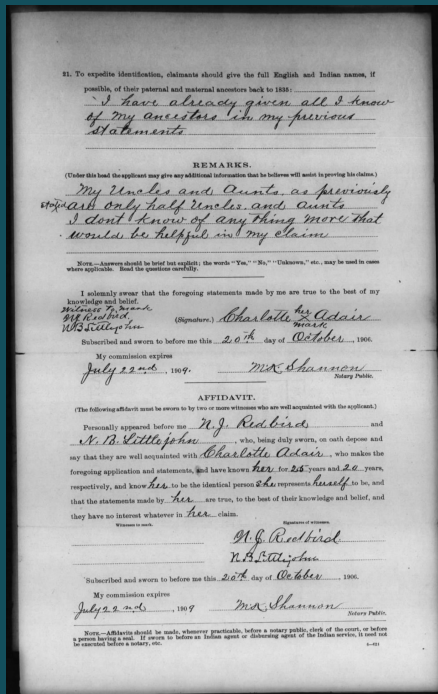 21. To expedite identification, claimants should give the full English and Indian names, if
possible, of their paternal and maternal ancestors back to 1835:
I have already given all I know
of my ancestors in my previous
statements
REMARKS.
(Under this head the applicant may give any additional information that he believes will assist in proving his claims.)
My Uncles and Aunts, as previously
stated are only half Uncles and aunts
I dont know of any thing more that
would be helpful in my claim
NOTE.—Answers should be brief but explicit; the words "Yes," "No," "Unknown," etc., may be used in cases
where applicable. Read the questions carefully.
I solemnly swear that the foregoing statements made by me are true to the best of my
knowledge and belief.
Witness to mark
N J Redbird
N B Littlejohn
(Signature.) Charlotte her x mark Adair
Subscribed and sworn to before me this 20th day of October, 1906.
My commission expires
July 22nd, 1909.
M K Shannon
Notary Public.
AFFIDAVIT.
(The following affidavit must be sworn to by two or more witnesses who are well acquainted with the applicant.)
Personally appeared before me N. J. Redbird and
N. B. Littlejohn, who, being duly sworn, on oath depose and
say that they are well acquainted with Charlotte Adair, who makes the
foregoing application and statements, and have known her for 25 years and 20 years,
respectively, and know her to be the identical person she represents herself to be, and
that the statements made by her are true, to the best of their knowledge and belief, and
they have no interest whatever in her claim.
Witnesses to mark.
Signatures of witnesses.
N. J. Redbird
N B Littlejohn
Subscribed and sworn to before me this 20th day of October, 1906.
My commission expires
July 22nd, 1909
M K Shannon
Notary Public.
NOTE.—Affidavits should be made, whenever practicable, before a notary public, clerk of the court, or before
a person having a seal. If sworn to before an Indian agent or disbursing agent of the Indian service, it need not
be executed before a notary, etc.